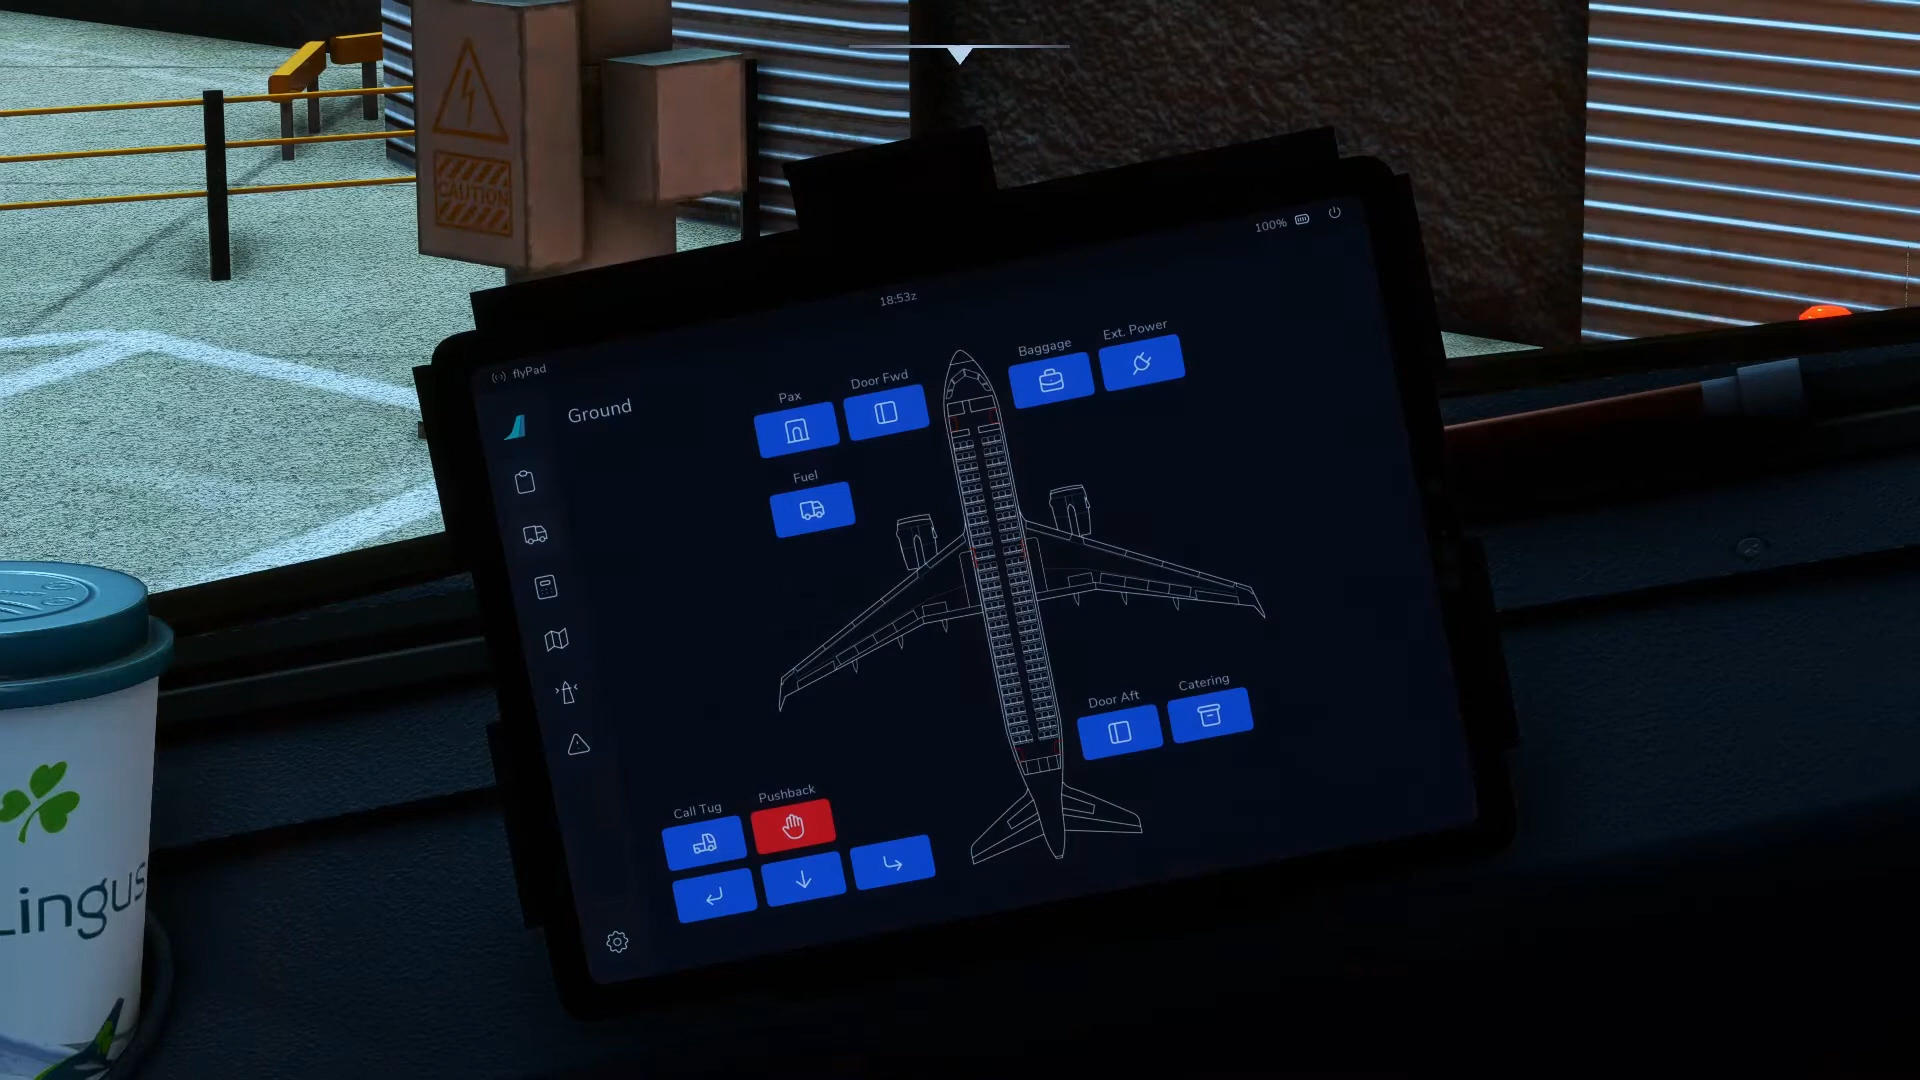 CAUTION
100%
18:53z
flyPad
Ground
Pax
Door Fwd
Baggage
Ext. Power
Fuel
Door Aft
Catering
Call Tug
Pushback
Lingus